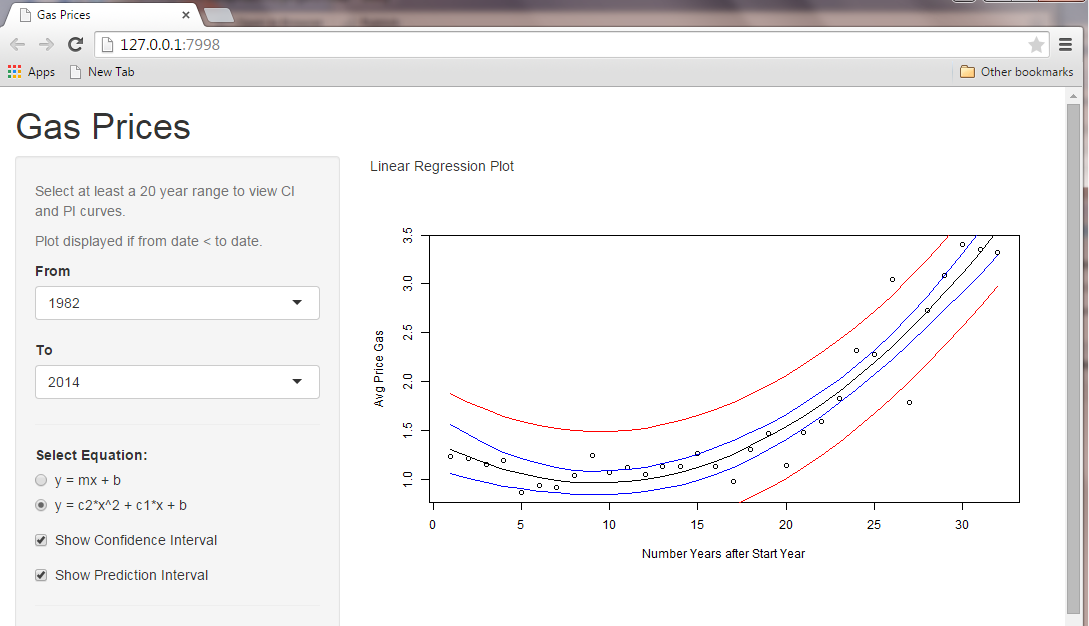 Gas Prices
127.0.0.1:7998
Apps New Tab Other bookmarks
Gas Prices
Select at least a 20 year range to view CI
and PI curves.
Plot displayed if from date < to date.
From
1982
To
2014
Select Equation:
y = mx + b
y = c2*x^2 + c1*x + b
Show Confidence Interval
Show Prediction Interval
Linear Regression Plot
Avg Price Gas
3.5
3.0
2.5
2.0
1.5
1.0
0 5 10 15 20 25 30
Number Years after Start Year